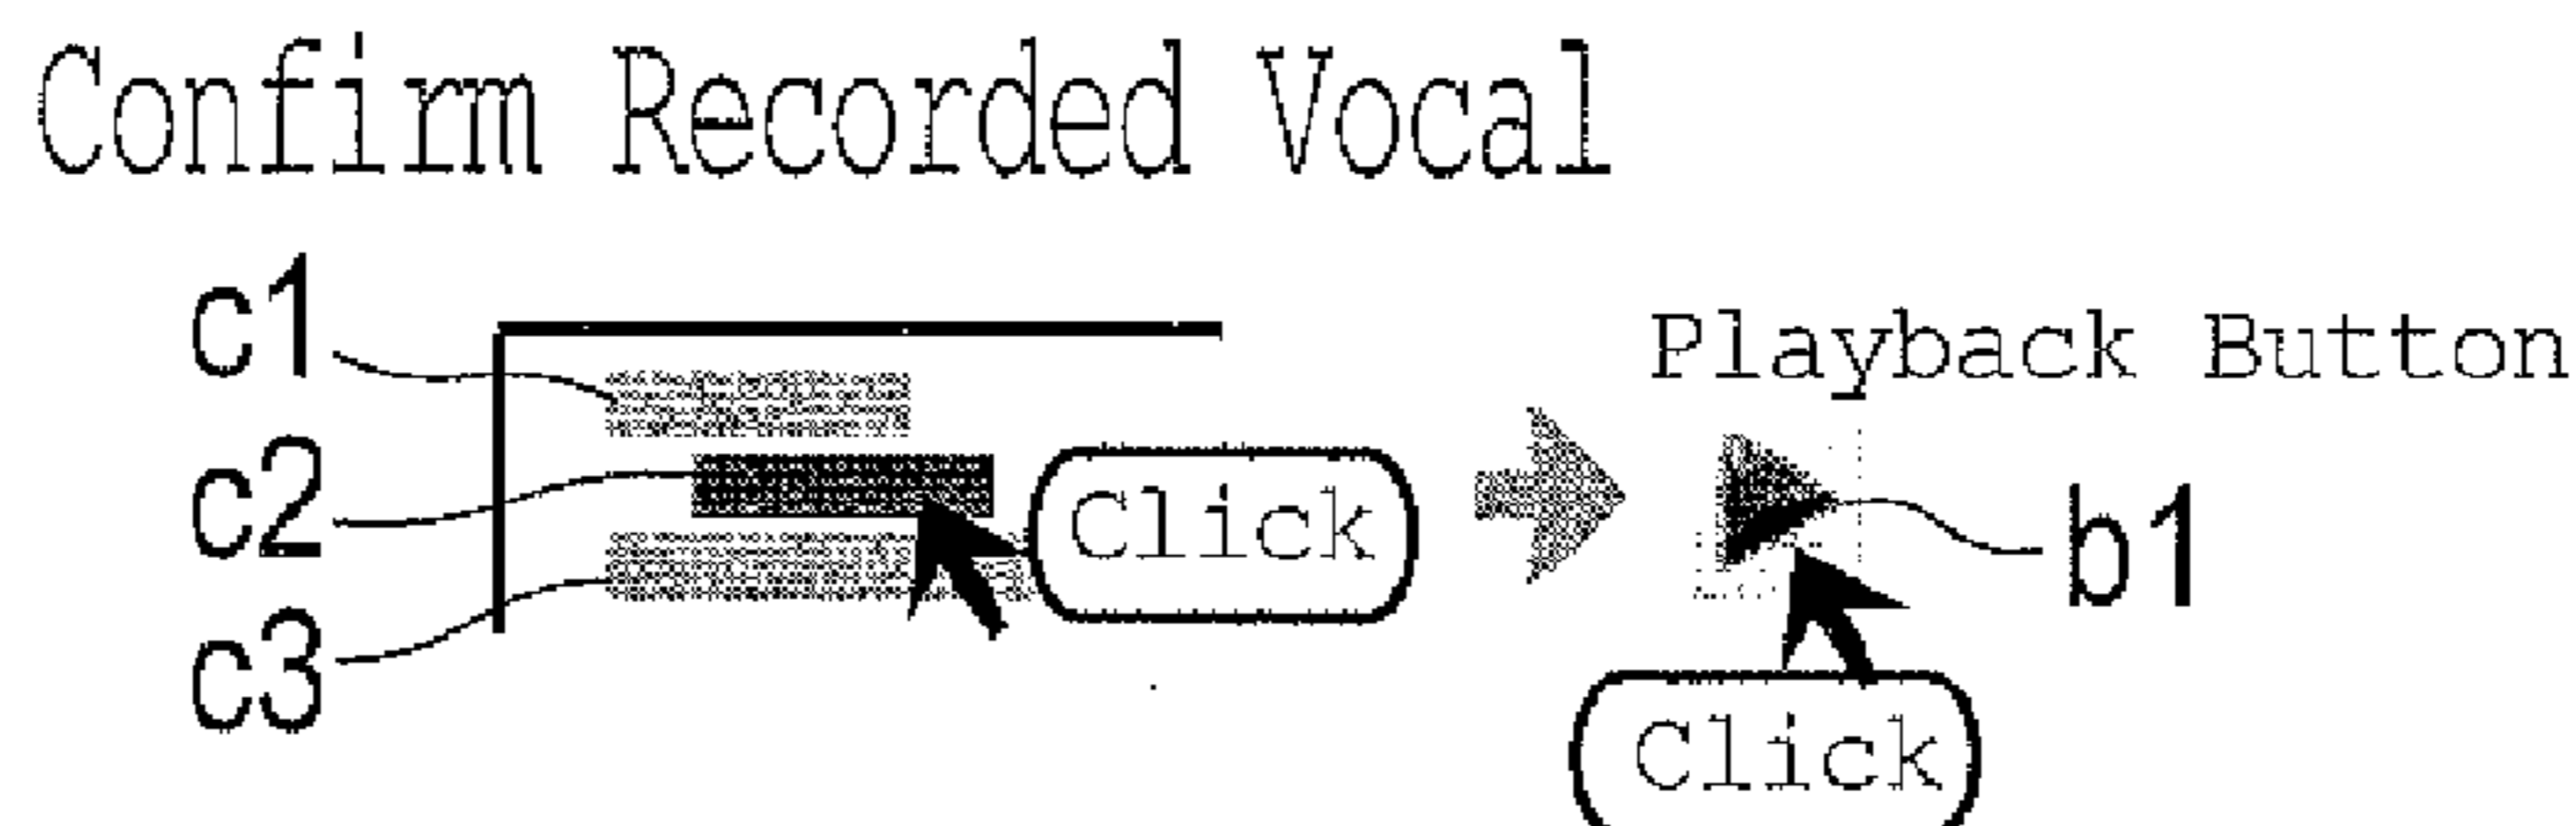 Confirm Recorded Vocal
c1
Playback Button
c2
Click
b1
c3
Click